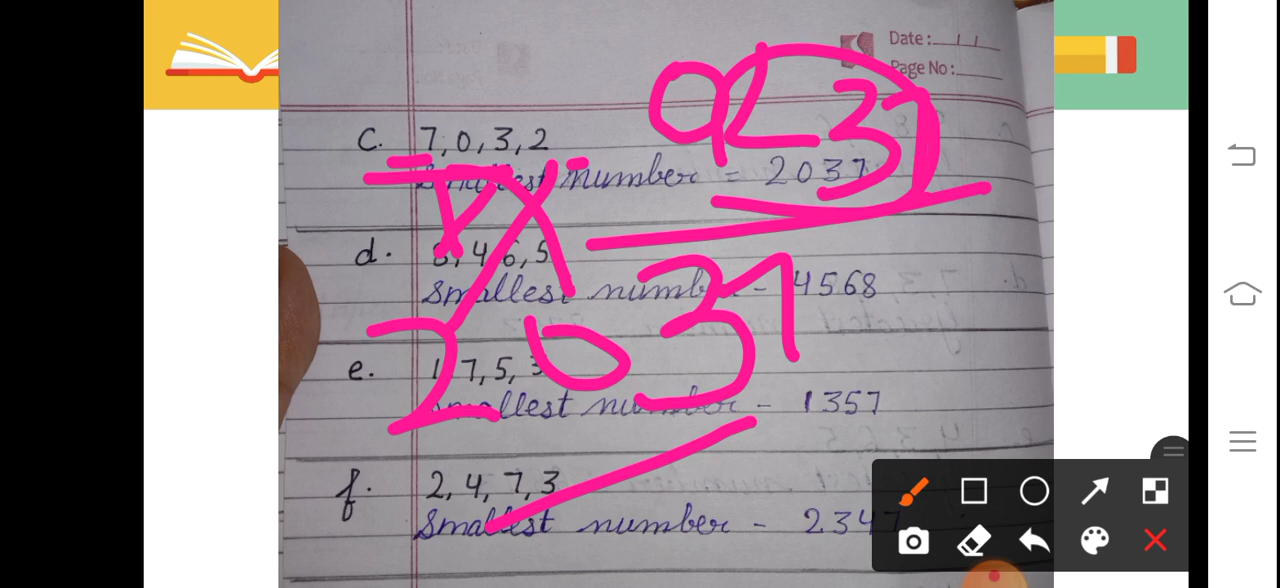 Date:
Page No:
C. 7, 0, 3, 2
Smallest number = 2037
0237
d. 8, 4, 6, 5
Smallest number - 4568
2037
e. 1, 7, 5, 3
Smallest number - 1357
f. 2, 4, 7, 3
Smallest number - 2347